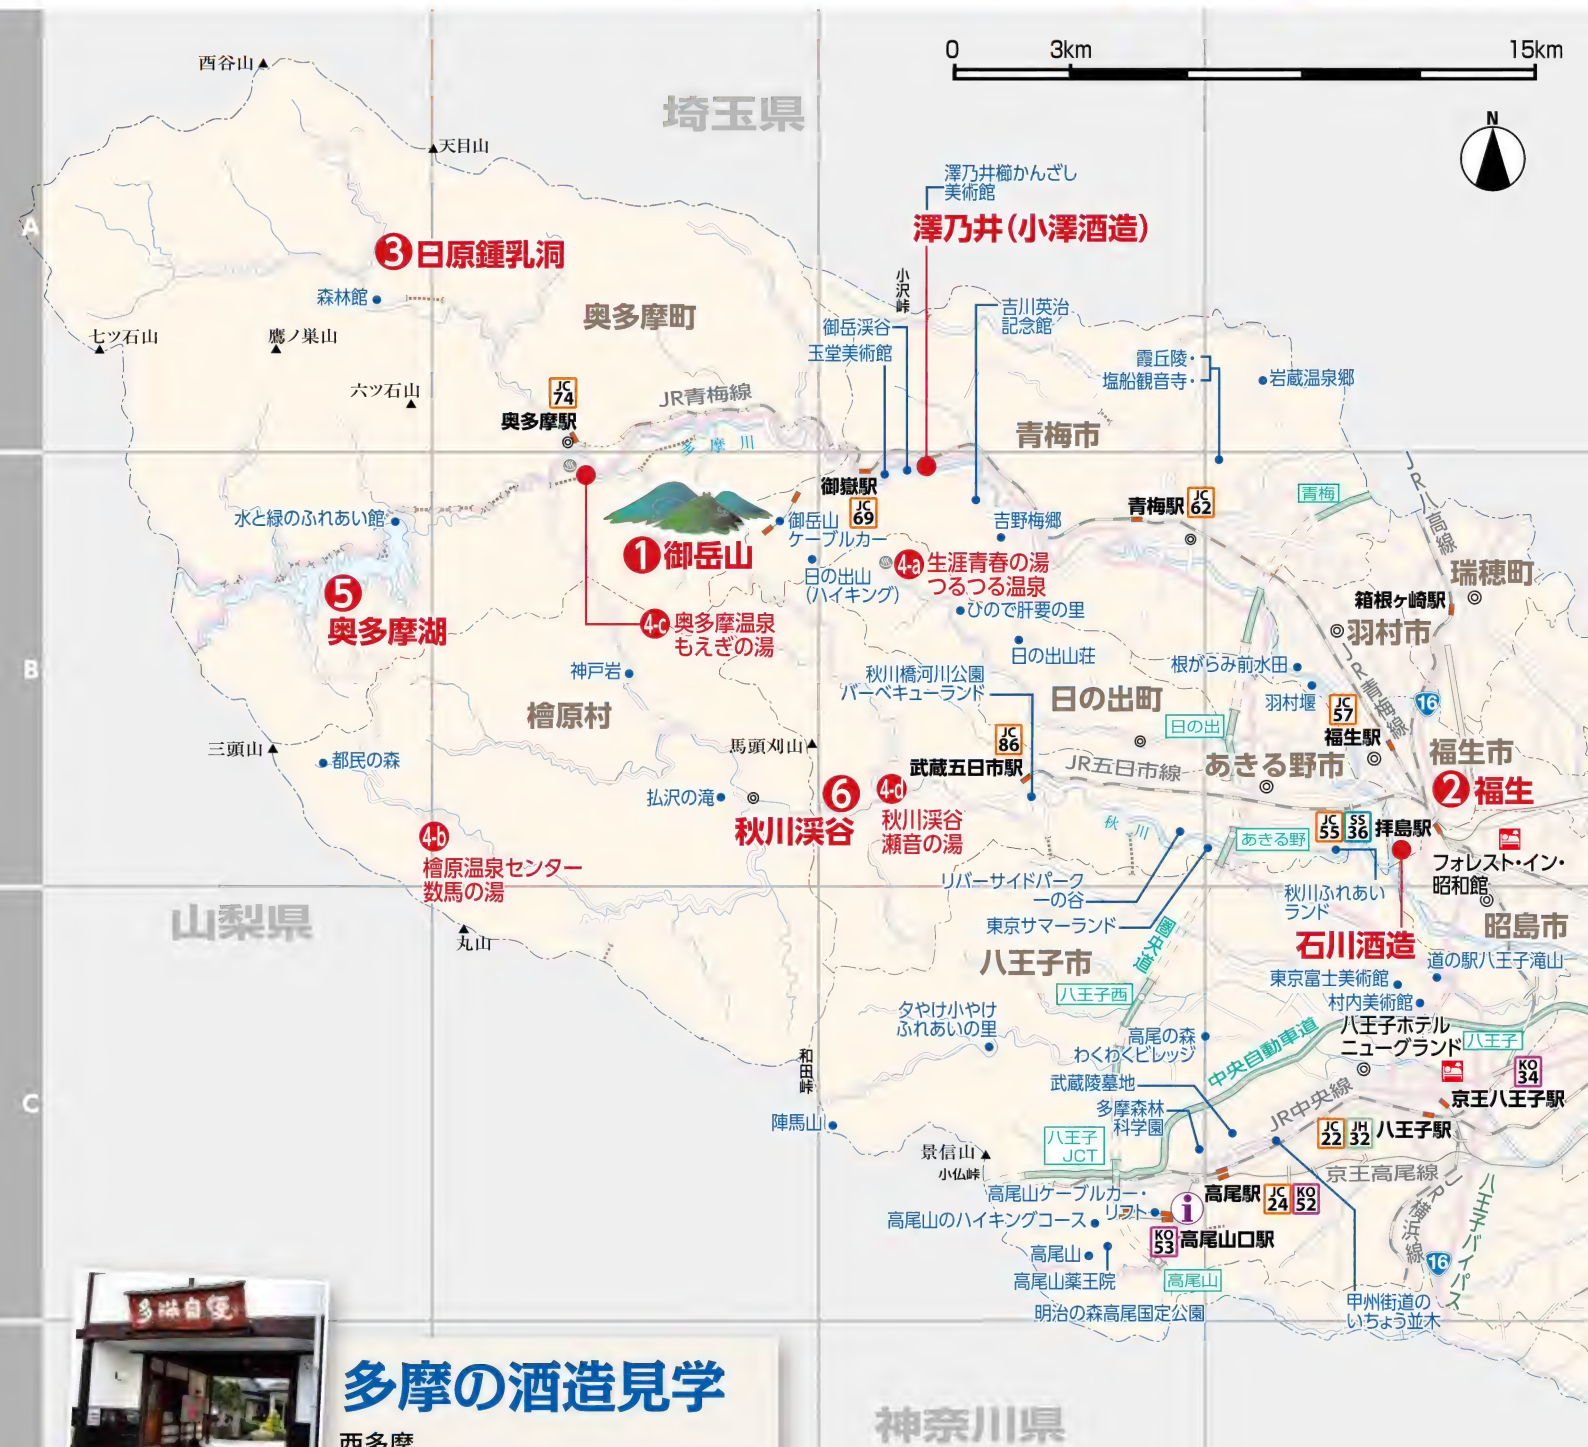 0
3km
15km
N
A
B
C
酉谷山
天目山
埼玉県
澤乃井櫛かんざし
美術館
澤乃井（小澤酒造）
3 日原鍾乳洞
森林館
七ツ石山
鷹ノ巣山
六ツ石山
奥多摩町
小沢峠
吉川英治
記念館
御岳渓谷
玉堂美術館
霞丘陵・
塩船観音寺・
岩蔵温泉郷
JC
74
奥多摩駅
JR青梅線
多摩川
青梅市
御嶽駅
JC
69
青梅駅
JC
62
青梅
JR八高線
水と緑のふれあい館
御岳山
ケーブルカー
吉野梅郷
1 御岳山
日の出山
（ハイキング）
4-a 生涯青春の湯
つるつる温泉
瑞穂町
箱根ヶ崎駅
羽村市
5
奥多摩湖
4-c 奥多摩温泉
もえぎの湯
ひので肝要の里
日の出山荘
根がらみ前水田
羽村堰
JR青梅線
16
神戸岩
秋川橋河川公園
バーベキューランド
日の出町
日の出
JC
57
福生駅
檜原村
三頭山
都民の森
馬頭刈山
JC
86
武蔵五日市駅
JR五日市線
あきる野市
福生市
2 福生
払沢の滝
6
秋川渓谷
4-d
秋川渓谷
瀬音の湯
秋川
あきる野
JC
55
SS
36
拝島駅
フォレスト・イン・
昭和館
4-b
檜原温泉センター
数馬の湯
リバーサイドパーク
一の谷
東京サマーランド
秋川ふれあい
ランド
昭島市
石川酒造
山梨県
丸山
八王子市
圏央道
八王子西
道の駅八王子滝山
東京富士美術館
村内美術館
夕やけ小やけ
ふれあいの里
高尾の森
わくわくビレッジ
中央自動車道
八王子ホテル
ニューグランド
八王子
KO
34
京王八王子駅
和田峠
武蔵陵墓地
多摩森林
科学園
JR中央線
JC
22
JH
32
八王子駅
陣馬山
景信山
小仏峠
八王子
JCT
京王高尾線
高尾山ケーブルカー・
リフト
i
高尾駅
JC
24
KO
52
高尾山のハイキングコース
KO
53
高尾山口駅
JR横浜線
八王子バイパス
16
高尾山
高尾山薬王院
高尾山
明治の森高尾国定公園
甲州街道の
いちょう並木
多満自慢
多摩の酒造見学
西多摩
神奈川県